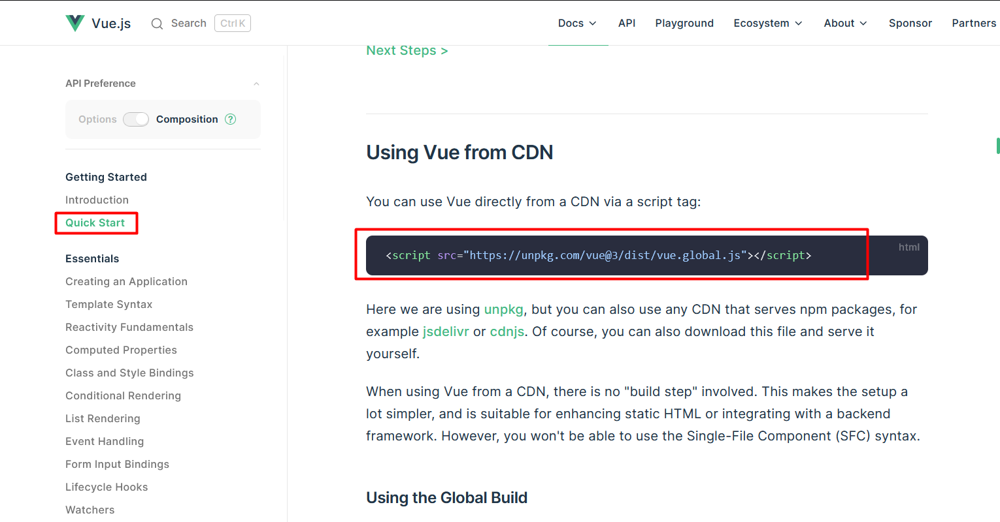 Vue.js
Search
Ctrl K
Docs
API
Playground
Ecosystem
About
Sponsor
Partners
API Preference
Options
Composition
?
Getting Started
Introduction
Quick Start
Essentials
Creating an Application
Template Syntax
Reactivity Fundamentals
Computed Properties
Class and Style Bindings
Conditional Rendering
List Rendering
Event Handling
Form Input Bindings
Lifecycle Hooks
Watchers
Next Steps >
Using Vue from CDN
You can use Vue directly from a CDN via a script tag:
html
<script src="https://unpkg.com/vue@3/dist/vue.global.js"></script>
Here we are using unpkg, but you can also use any CDN that serves npm packages, for
example jsdelivr or cdnjs. Of course, you can also download this file and serve it
yourself.
When using Vue from a CDN, there is no "build step" involved. This makes the setup a
lot simpler, and is suitable for enhancing static HTML or integrating with a backend
framework. However, you won't be able to use the Single-File Component (SFC) syntax.
Using the Global Build